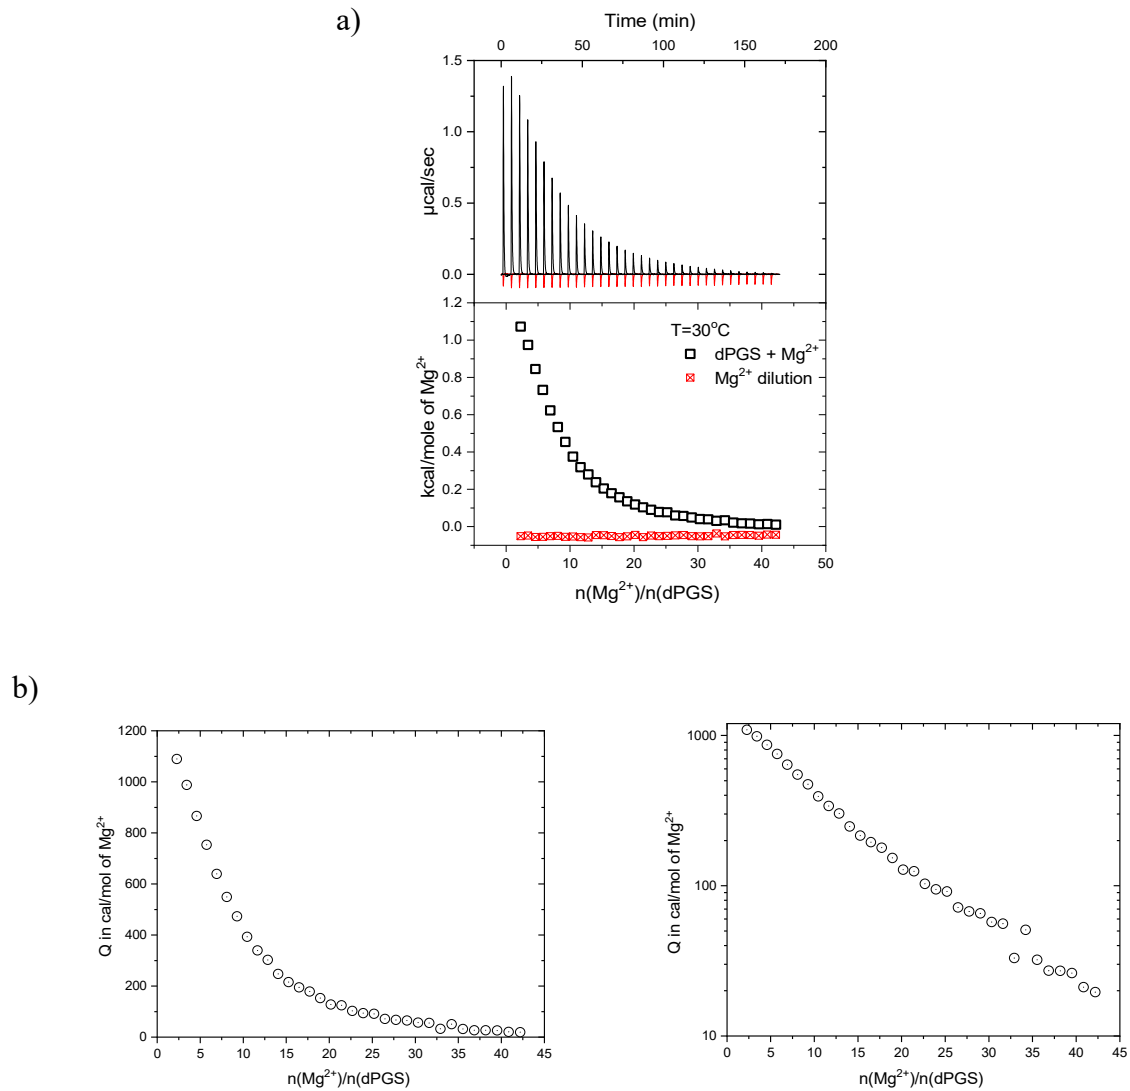 a)
Time (min)
0 50 100 150 200
1.5
1.0
0.5
0.0
µcal/sec
1.2
1.0
0.8
0.6
0.4
0.2
0.0
kcal/mole of Mg²⁺
T=30°C
dPGS + Mg²⁺
Mg²⁺ dilution
0 10 20 30 40 50
n(Mg²⁺)/n(dPGS)
b)
1200
1000
800
600
400
200
0
Q in cal/mol of Mg²⁺
0 5 10 15 20 25 30 35 40 45
n(Mg²⁺)/n(dPGS)
1000
100
10
Q in cal/mol of Mg²⁺
0 5 10 15 20 25 30 35 40 45
n(Mg²⁺)/n(dPGS)